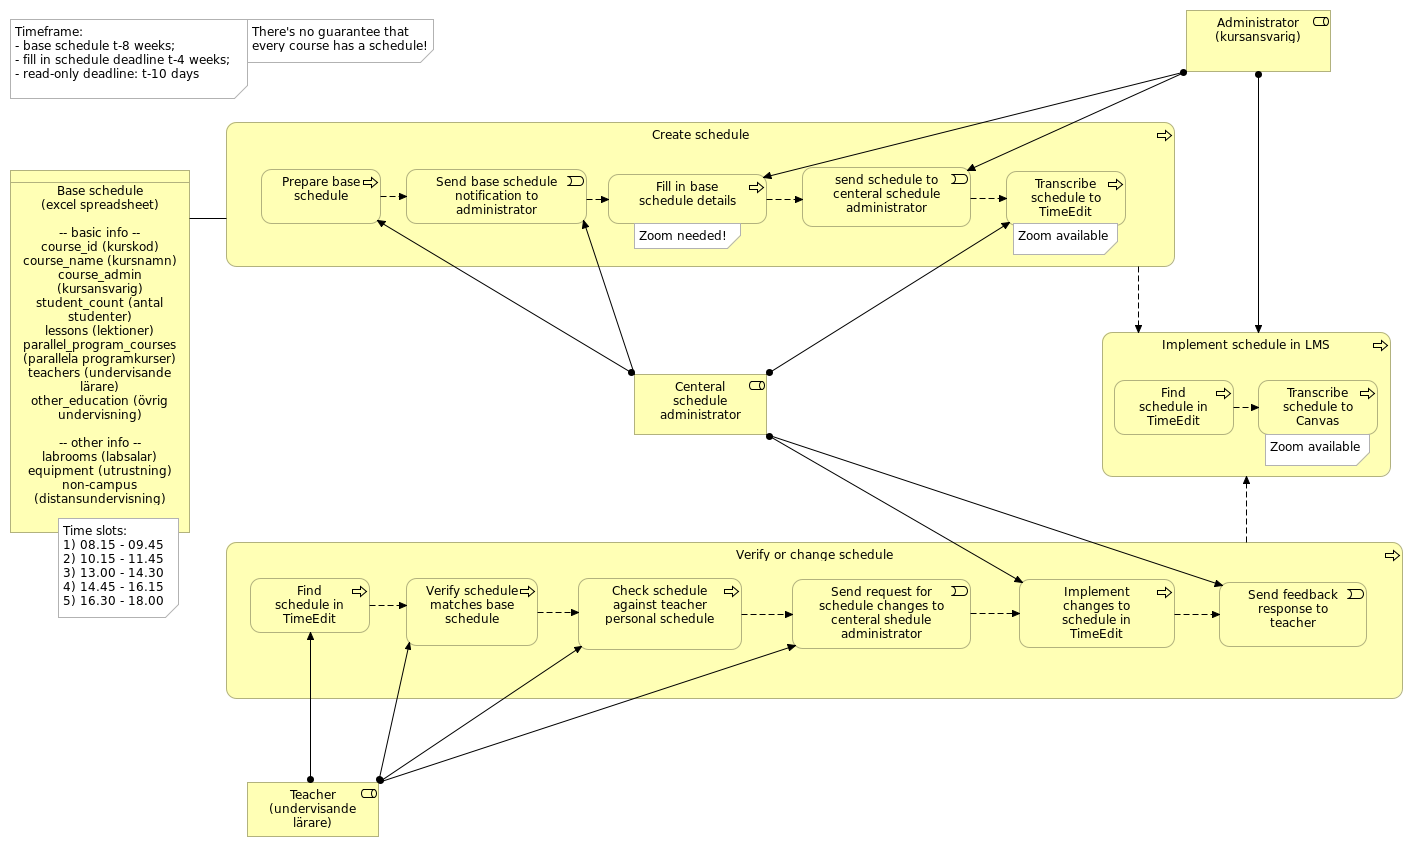 Timeframe:
- base schedule t-8 weeks;
- fill in schedule deadline t-4 weeks;
- read-only deadline: t-10 days
There's no guarantee that
every course has a schedule!
Administrator
(kursansvarig)
Create schedule
Prepare base
schedule
Send base schedule
notification to
administrator
Fill in base
schedule details
Zoom needed!
send schedule to
centeral schedule
administrator
Transcribe
schedule to
TimeEdit
Zoom available
Base schedule
(excel spreadsheet)
-- basic info --
course_id (kurskod)
course_name (kursnamn)
course_admin
(kursansvarig)
student_count (antal
studenter)
lessons (lektioner)
parallel_program_courses
(parallela programkurser)
teachers (undervisande
lärare)
other_education (övrig
undervisning)
-- other info --
labrooms (labsalar)
equipment (utrustning)
non-campus
(distansundervisning)
Time slots:
1) 08.15 - 09.45
2) 10.15 - 11.45
3) 13.00 - 14.30
4) 14.45 - 16.15
5) 16.30 - 18.00
Centeral
schedule
administrator
Implement schedule in LMS
Find
schedule in
TimeEdit
Transcribe
schedule to
Canvas
Zoom available
Verify or change schedule
Find
schedule in
TimeEdit
Verify schedule
matches base
schedule
Check schedule
against teacher
personal schedule
Send request for
schedule changes to
centeral shedule
administrator
Implement
changes to
schedule in
TimeEdit
Send feedback
response to
teacher
Teacher
(undervisande
lärare)